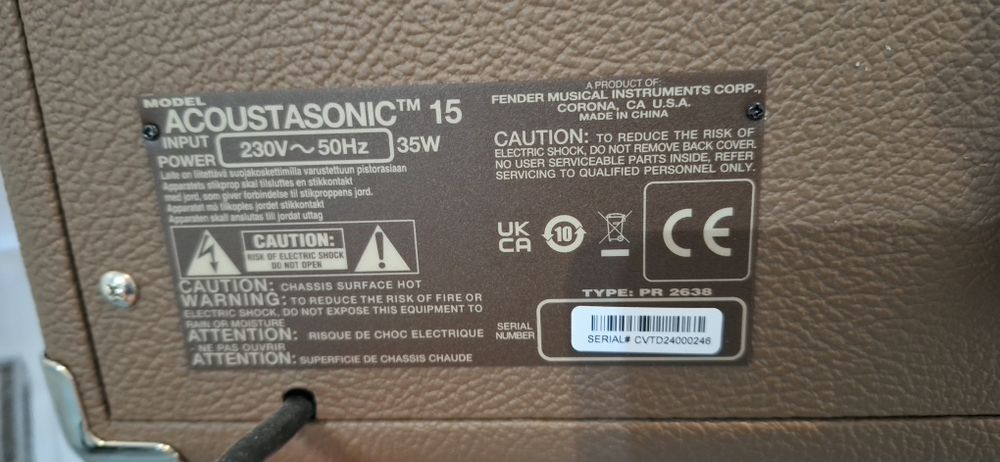 MODEL
ACOUSTASONIC™ 15
INPUT
POWER
230V～50Hz
35W
Laite on liitettävä suojakoskettimilla varustettuun pistorasiaan
Apparatets stikprop skal tilsluttes en stikkontakt
med jord, som giver forbindelse til stikproppens jord.
Apparatet må tilkoples jordet stikkontakt
Apparaten skall anslutas till jordat uttag
CAUTION:
RISK OF ELECTRIC SHOCK
DO NOT OPEN
CAUTION: CHASSIS SURFACE HOT
WARNING: TO REDUCE THE RISK OF FIRE OR
ELECTRIC SHOCK, DO NOT EXPOSE THIS EQUIPMENT TO
RAIN OR MOISTURE
ATTENTION: RISQUE DE CHOC ELECTRIQUE
NE PAS OUVRIR
ATTENTION: SUPERFICIE DE CHASSIS CHAUDE
A PRODUCT OF:
FENDER MUSICAL INSTRUMENTS CORP.,
CORONA, CA U.S.A.
MADE IN CHINA
CAUTION: TO REDUCE THE RISK OF
ELECTRIC SHOCK, DO NOT REMOVE BACK COVER.
NO USER SERVICEABLE PARTS INSIDE, REFER
SERVICING TO QUALIFIED PERSONNEL ONLY.
UK
CA
10
CE
TYPE: PR 2638
SERIAL
NUMBER
SERIAL# CVTD24000246